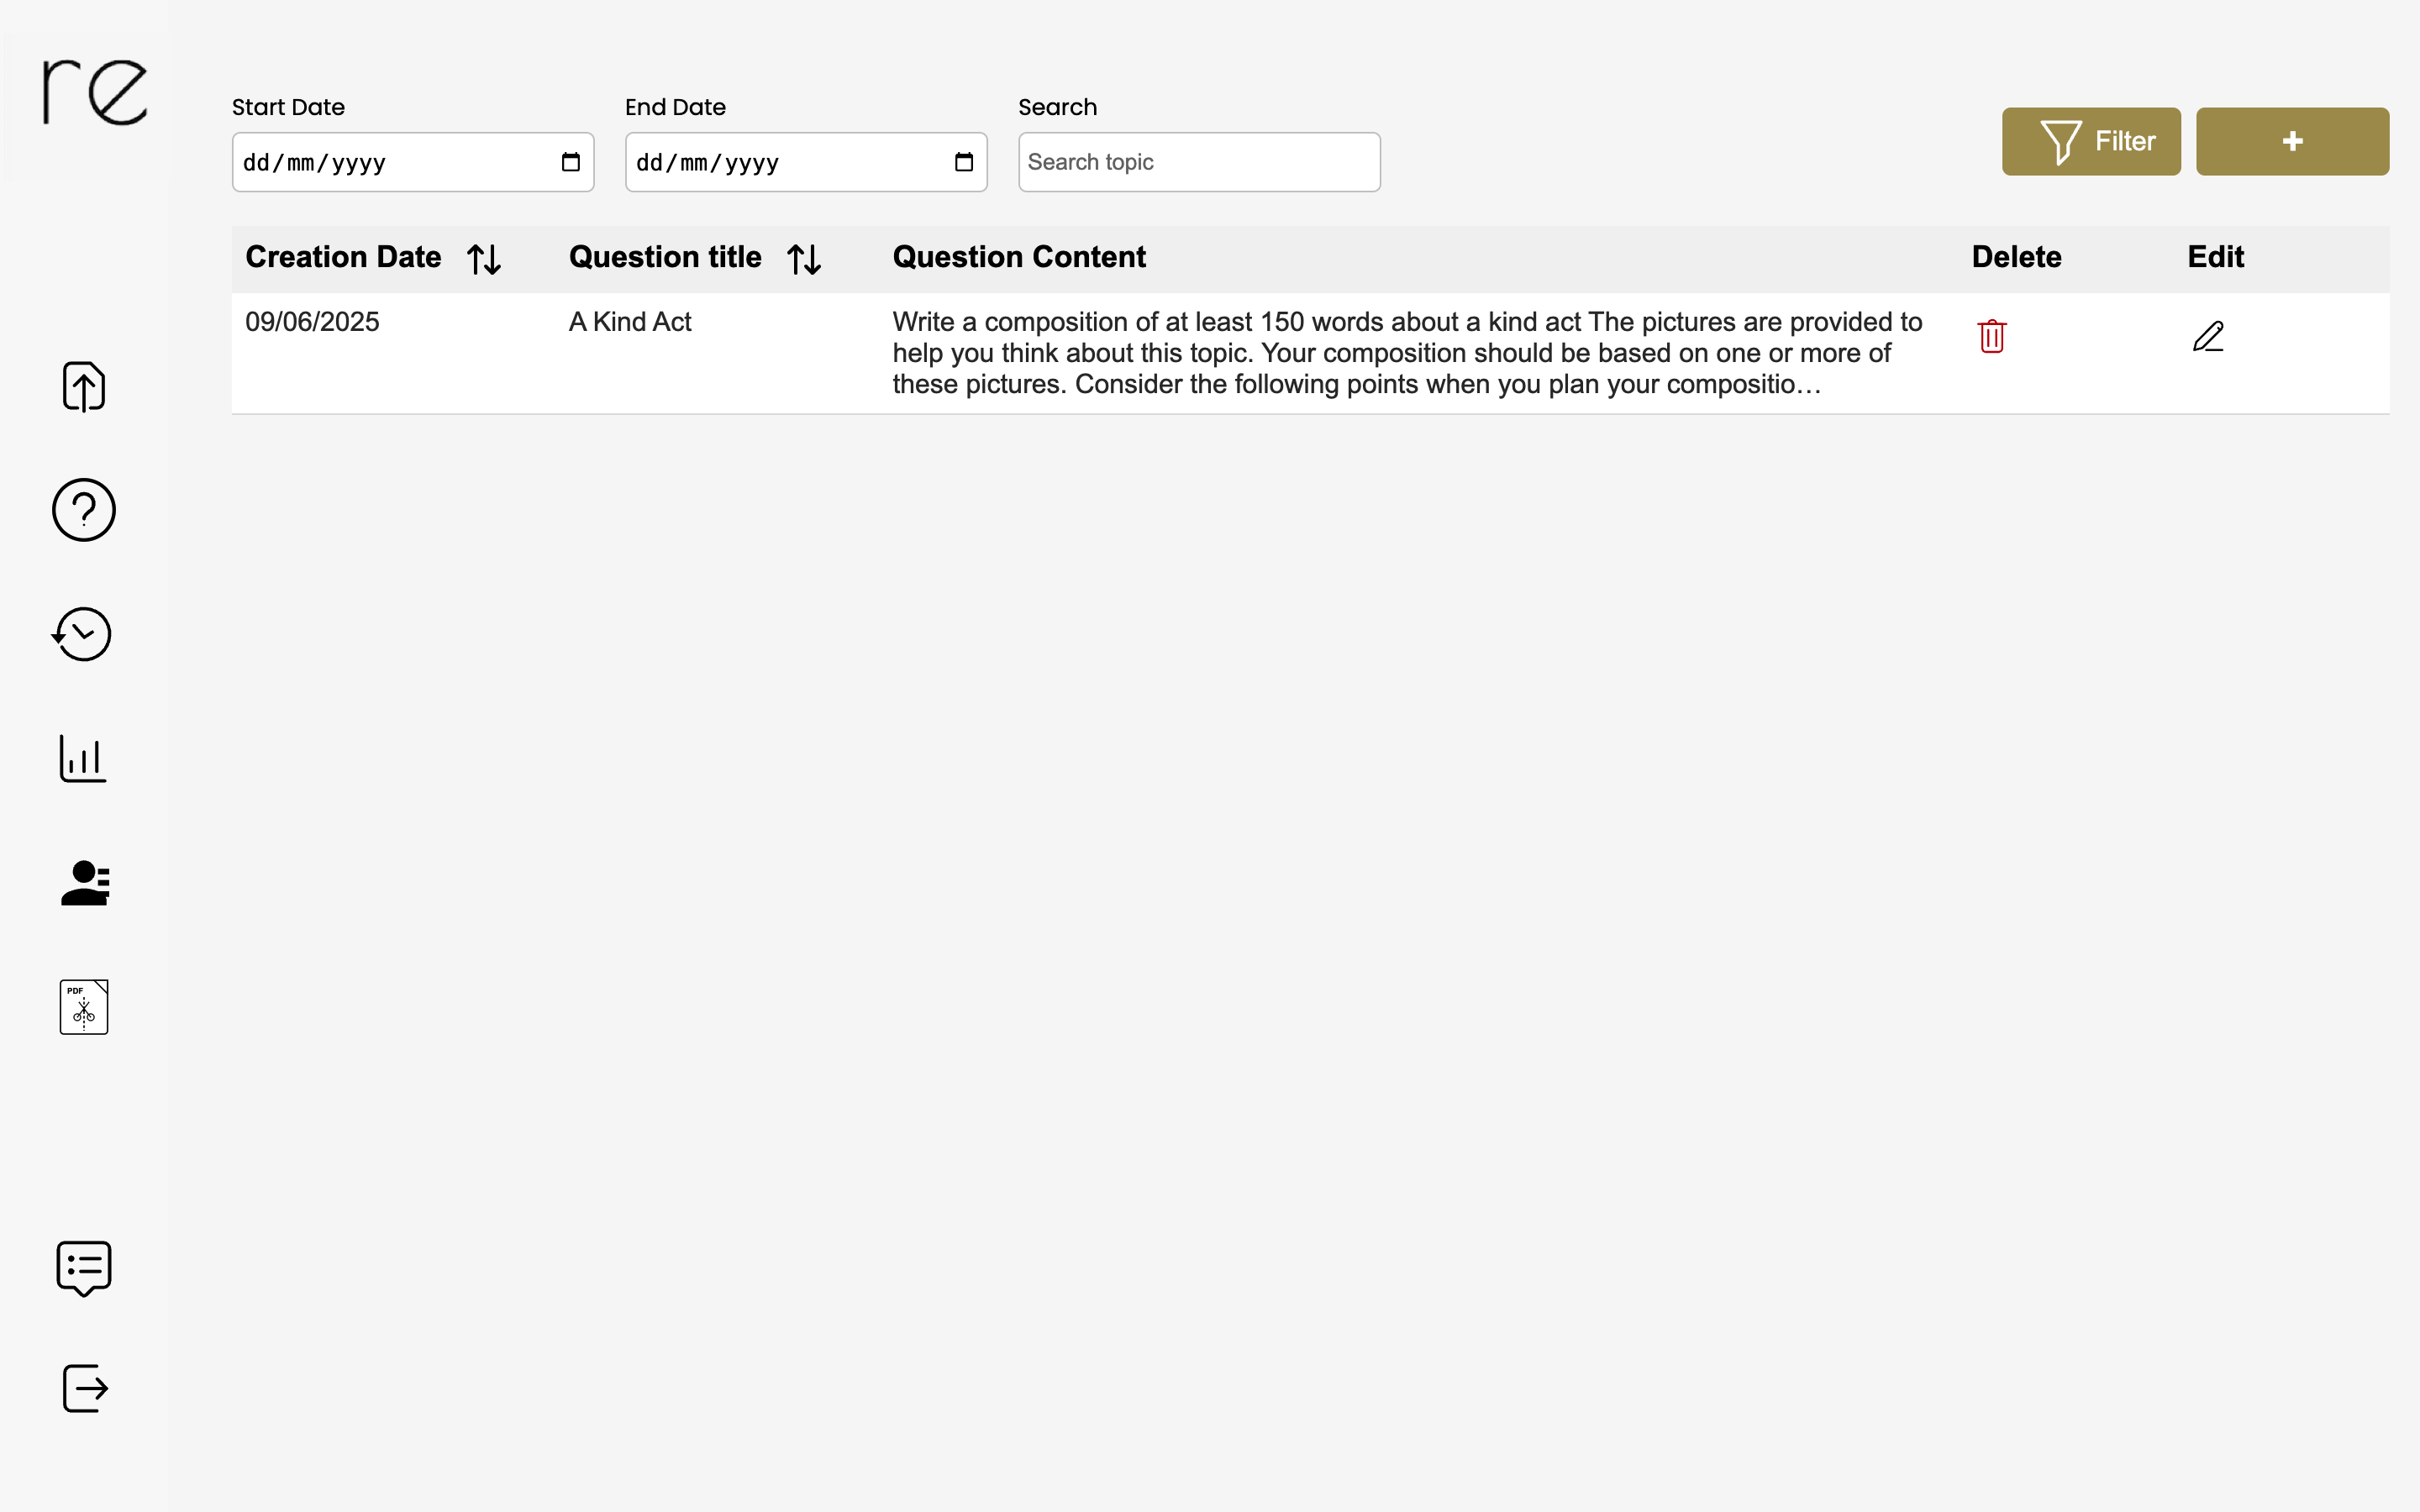 re
Start Date
End Date
Search
dd/mm/yyyy
dd/mm/yyyy
Search topic
Filter
+
Creation Date
Question title
Question Content
Delete
Edit
09/06/2025
A Kind Act
Write a composition of at least 150 words about a kind act The pictures are provided to
help you think about this topic. Your composition should be based on one or more of
these pictures. Consider the following points when you plan your compositio…
PDF